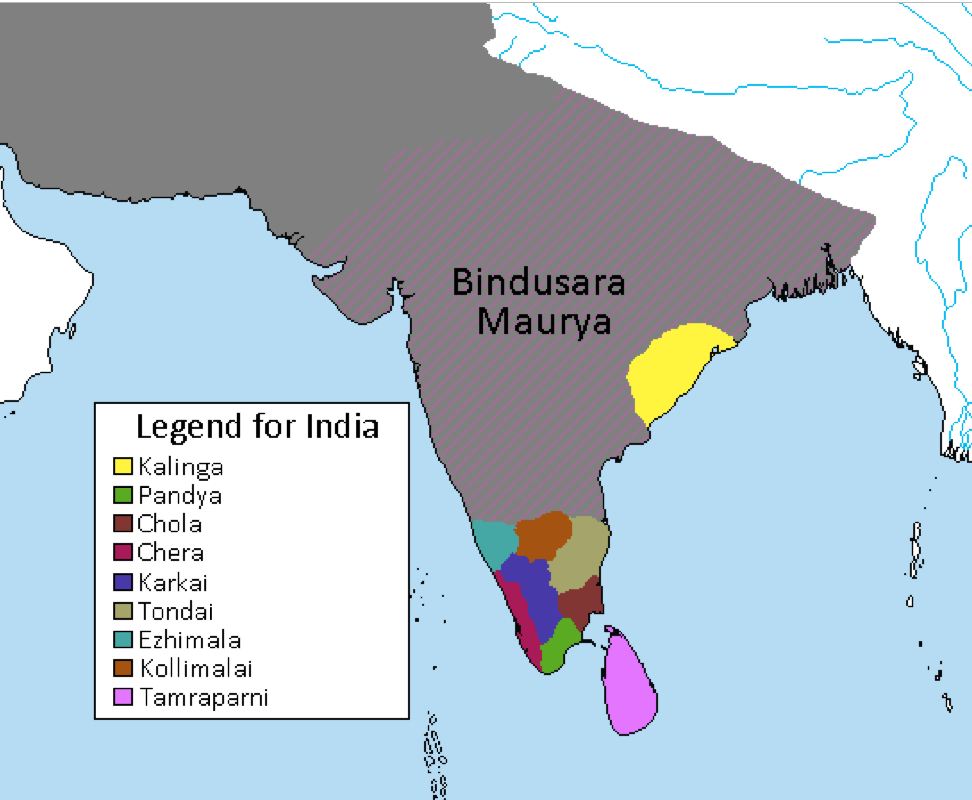 Bindusara
Maurya
Legend for India
Kalinga
Pandya
Chola
Chera
Karkai
Tondai
Ezhimala
Kollimalai
Tamraparni